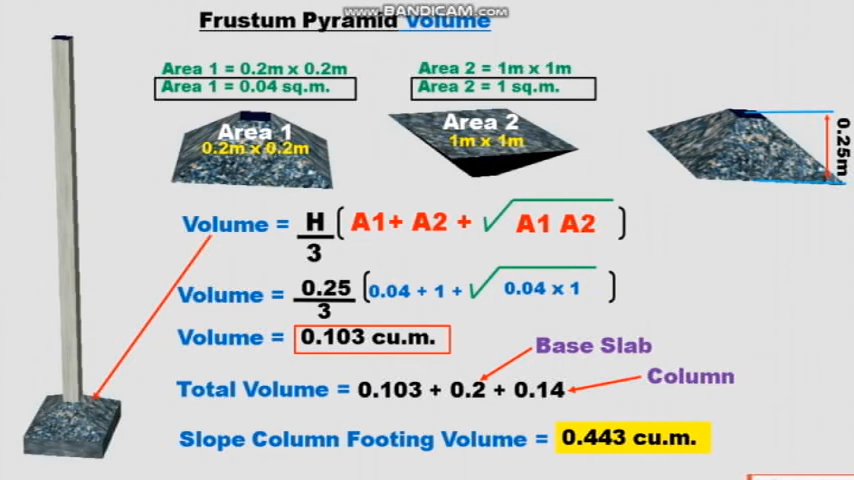 www.BANDICAM.com
Frustum Pyramid Volume
Area 1 = 0.2m x 0.2m
Area 1 = 0.04 sq.m.
Area 2 = 1m x 1m
Area 2 = 1 sq.m.
Area 1
0.2m x 0.2m
Area 2
1m x 1m
0.25m
Volume = H/3 ( A1+ A2 + √ A1 A2 )
Volume = 0.25/3 ( 0.04 + 1 + √ 0.04 x 1 )
Volume = 0.103 cu.m.
Base Slab
Column
Total Volume = 0.103 + 0.2 + 0.14
Slope Column Footing Volume = 0.443 cu.m.